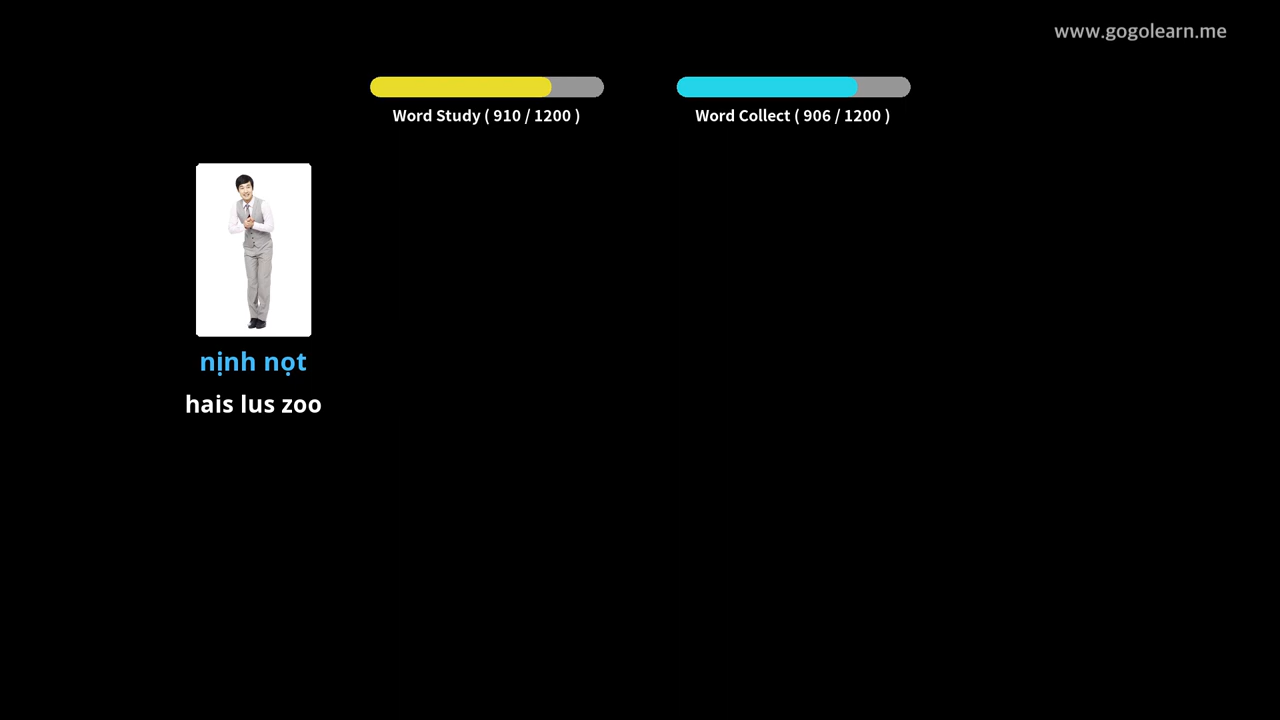 www.gogolearn.me
Word Study ( 910 / 1200 )
Word Collect ( 906 / 1200 )
nịnh nọt
hais lus zoo